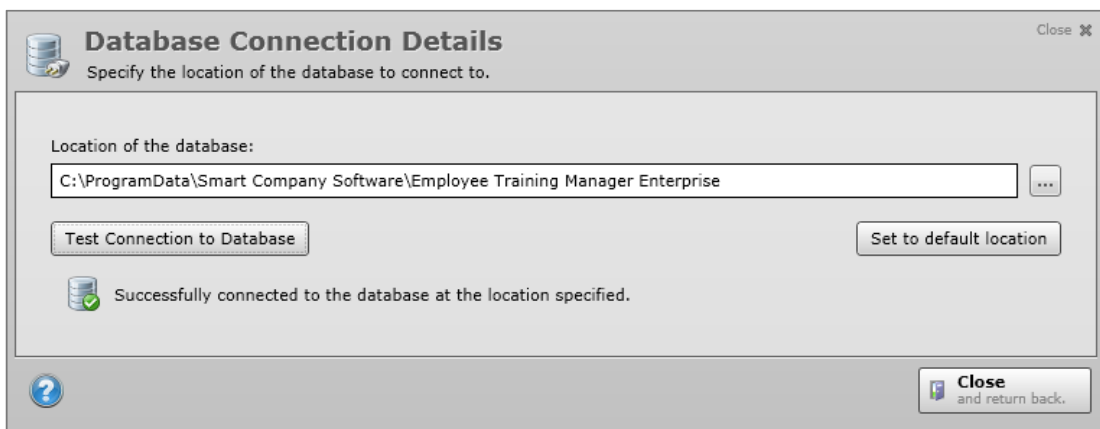 Database Connection Details
Close ✖
Specify the location of the database to connect to.
Location of the database:
C:\ProgramData\Smart Company Software\Employee Training Manager Enterprise
...
Test Connection to Database
Set to default location
Successfully connected to the database at the location specified.
?
Close
and return back.